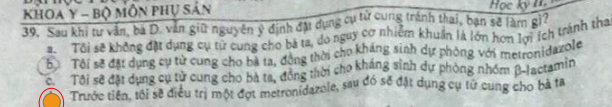 Học kỳ II,
KHOA Y – BỘ MÔN PHỤ SẢN
39. Sau khi tư vấn, bà D. vẫn giữ nguyên ý định đặt dụng cụ tử cung tránh thai, bạn sẽ làm gì?
a. Tôi sẽ không đặt dụng cụ tử cung cho bà ta, do nguy cơ nhiễm khuẩn là lớn hơn lợi ích tránh thai
b. Tôi sẽ đặt dụng cụ tử cung cho bà ta, đồng thời cho kháng sinh dự phòng với metronidazole
c. Tôi sẽ đặt dụng cụ tử cung cho bà ta, đồng thời cho kháng sinh dự phòng nhóm β-lactamin
Trước tiên, tôi sẽ điều trị một đợt metronidazole, sau đó sẽ đặt dụng cụ tử cung cho bà ta